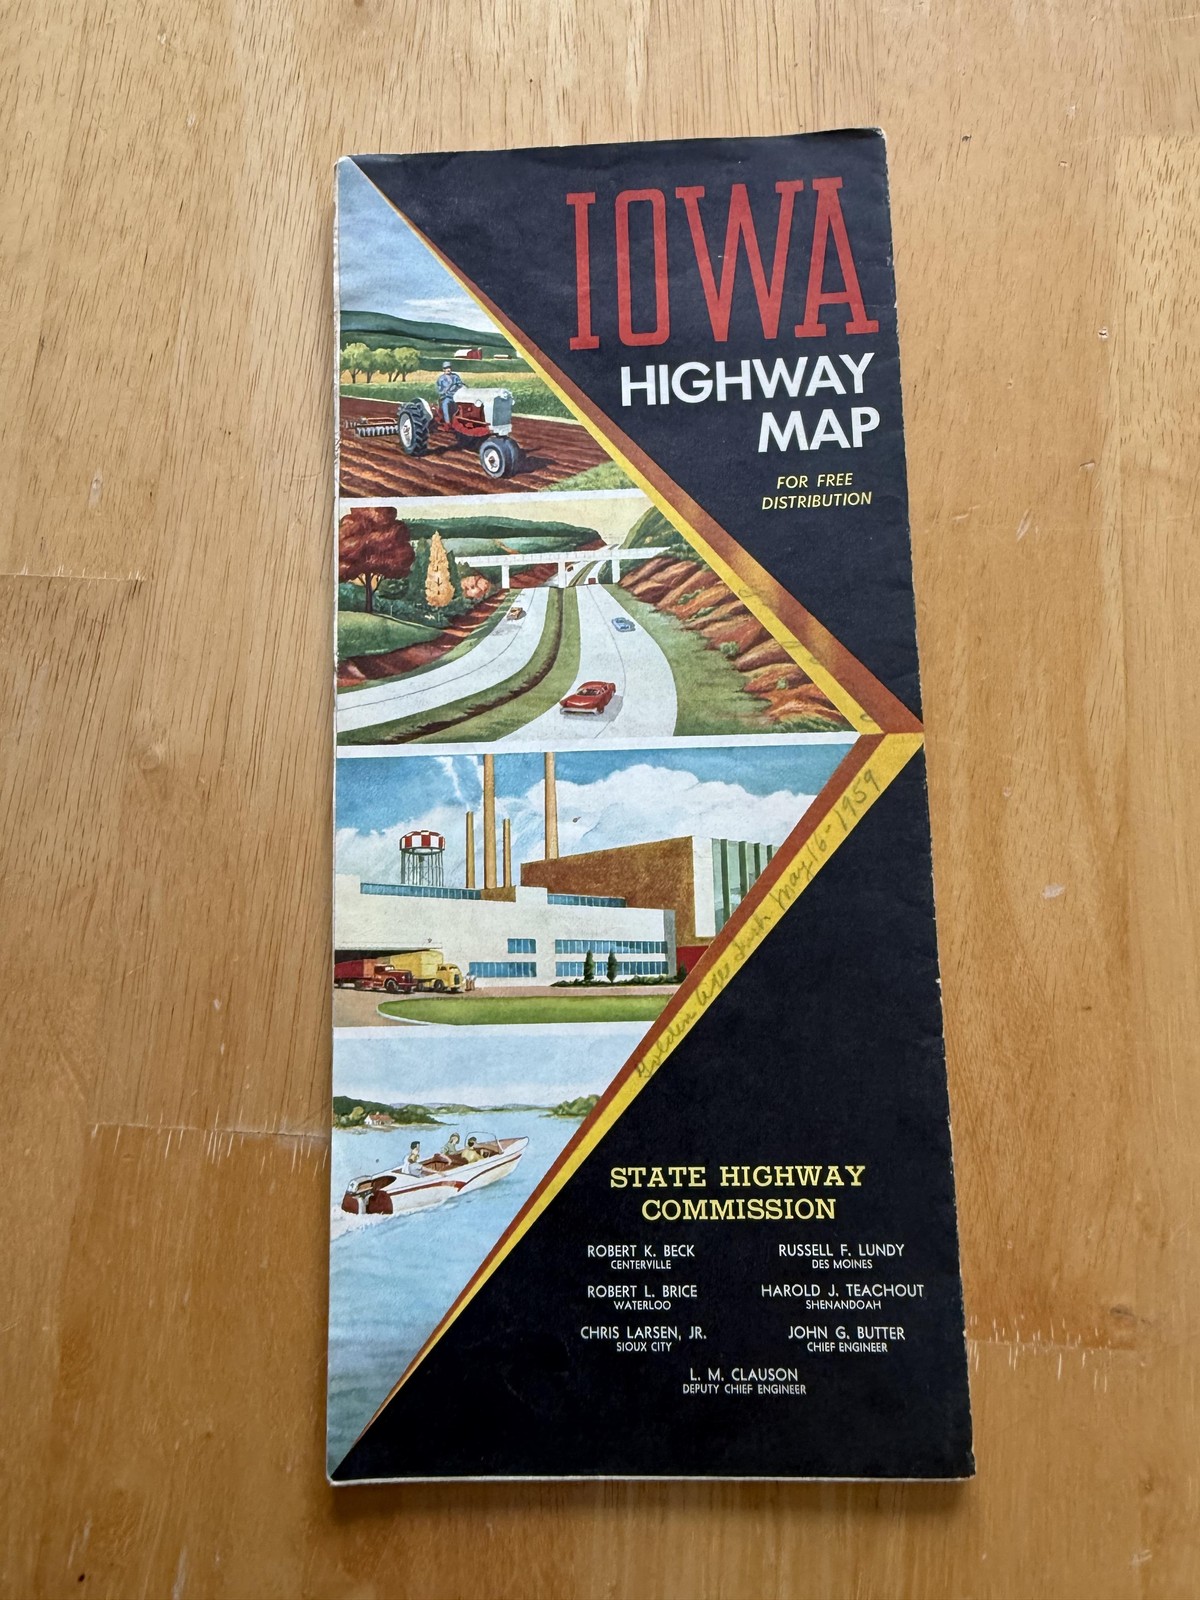 IOWA
HIGHWAY
MAP
FOR FREE
DISTRIBUTION
Golden May 16-1959
STATE HIGHWAY
COMMISSION
ROBERT K. BECK
CENTERVILLE
RUSSELL F. LUNDY
DES MOINES
ROBERT L. BRICE
WATERLOO
HAROLD J. TEACHOUT
SHENANDOAH
CHRIS LARSEN, JR.
SIOUX CITY
JOHN G. BUTTER
CHIEF ENGINEER
L. M. CLAUSON
DEPUTY CHIEF ENGINEER